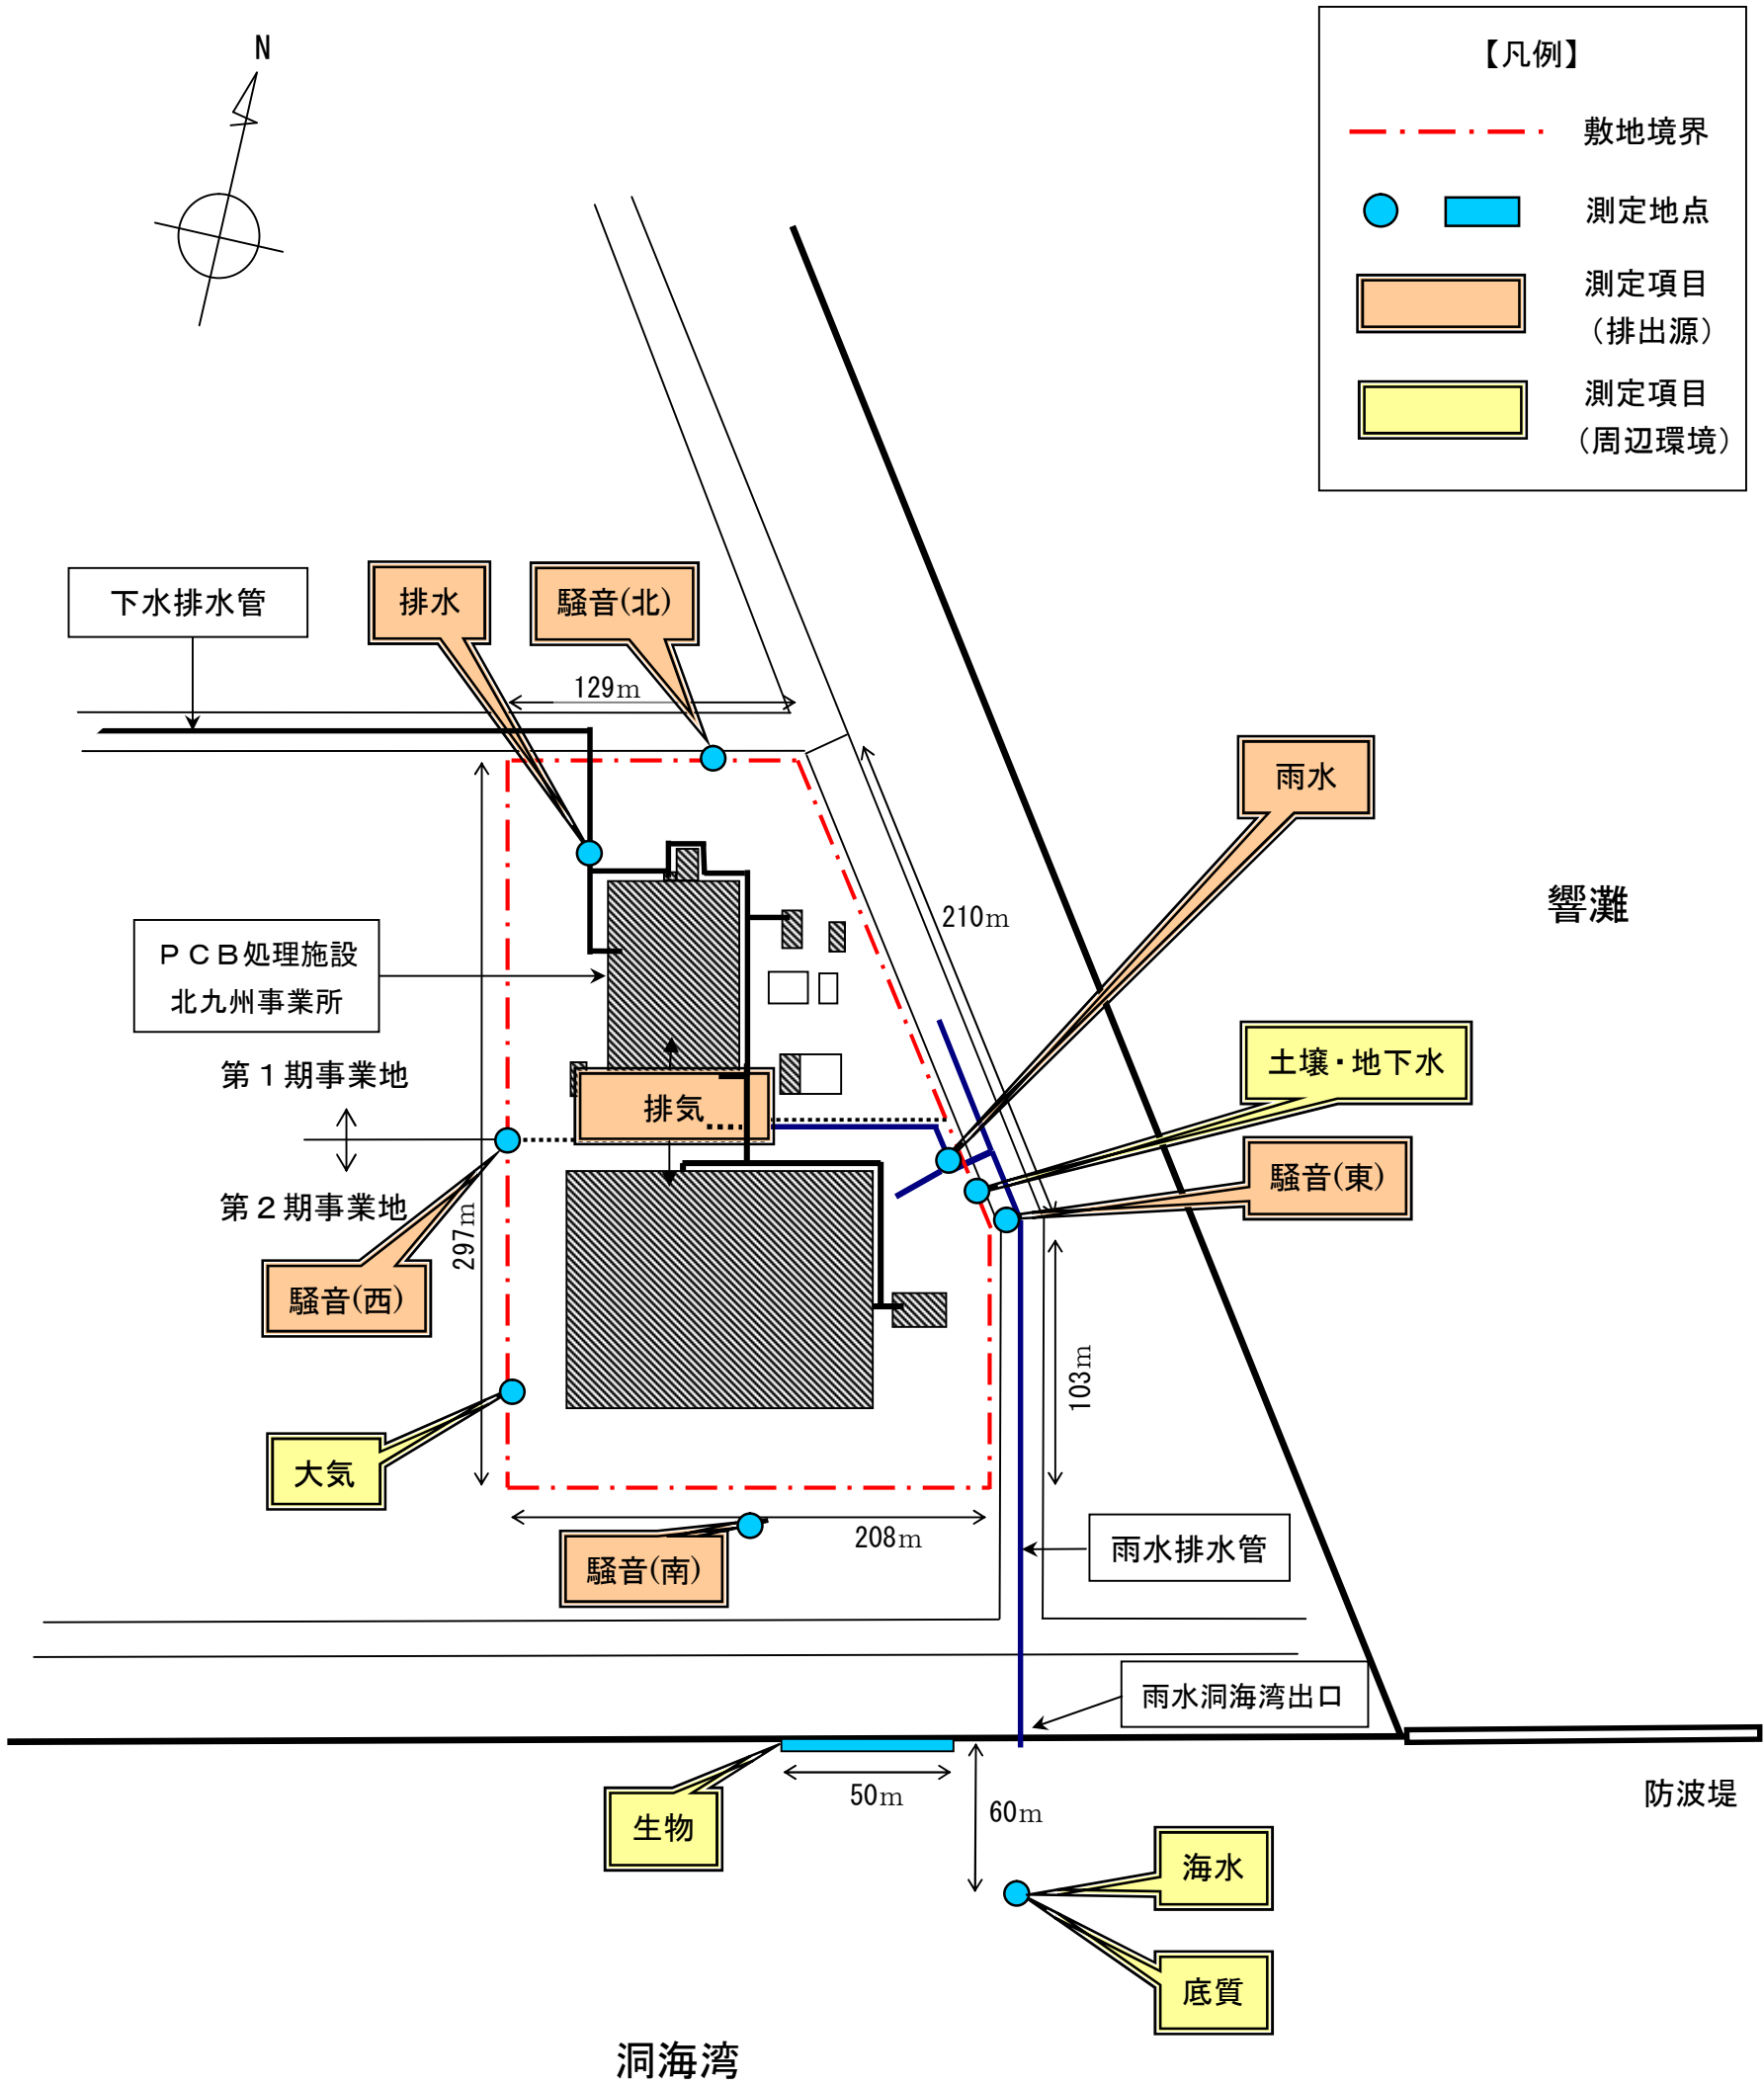 N
【凡例】
敷地境界
測定地点
測定項目
（排出源）
測定項目
（周辺環境）
下水排水管
排水
騒音(北)
129m
雨水
響灘
210m
ＰＣＢ処理施設
北九州事業所
第１期事業地
排気
土壌・地下水
騒音(東)
第２期事業地
297m
騒音(西)
103m
大気
208m
騒音(南)
雨水排水管
雨水洞海湾出口
50m
60m
防波堤
生物
海水
底質
洞海湾